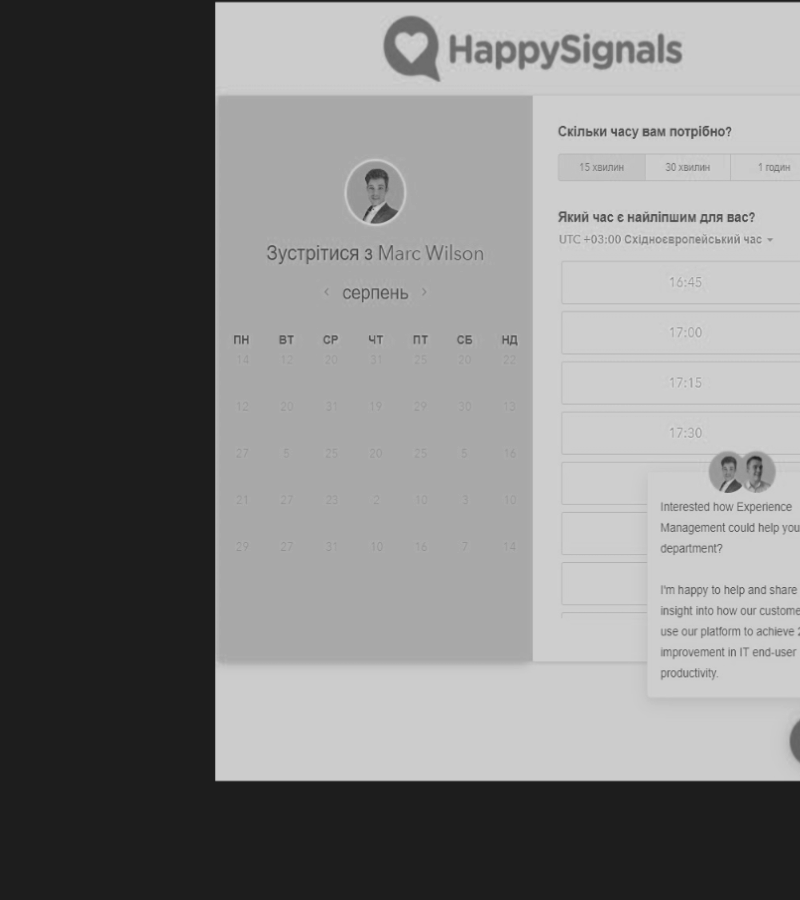 HappySignals
Зустрітися з Marc Wilson
‹ серпень ›
ПН ВТ СР ЧТ ПТ СБ НД
14 12 20 31 25 20 22
12 20 31 19 29 30 13
27 5 25 20 25 5 16
21 27 23 2 10 3 10
29 27 31 10 16 7 14
Скільки часу вам потрібно?
15 хвилин 30 хвилин 1 годин
Який час є найліпшим для вас?
UTC +03:00 Східноєвропейський час
16:45
17:00
17:15
17:30
Interested how Experience
Management could help you
department?
I'm happy to help and share
insight into how our custome
use our platform to achieve
improvement in IT end-user
productivity.